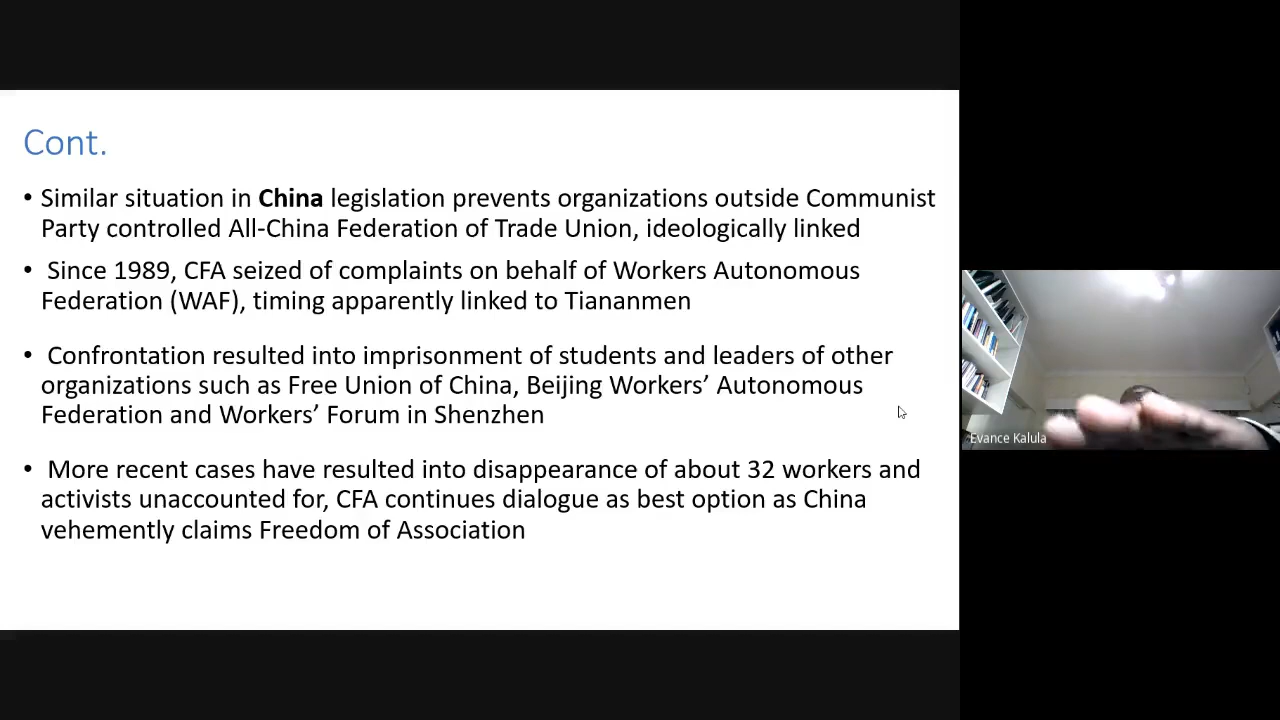 Cont.
• Similar situation in China legislation prevents organizations outside Communist
Party controlled All-China Federation of Trade Union, ideologically linked
• Since 1989, CFA seized of complaints on behalf of Workers Autonomous
Federation (WAF), timing apparently linked to Tiananmen
• Confrontation resulted into imprisonment of students and leaders of other
organizations such as Free Union of China, Beijing Workers’ Autonomous
Federation and Workers’ Forum in Shenzhen
• More recent cases have resulted into disappearance of about 32 workers and
activists unaccounted for, CFA continues dialogue as best option as China
vehemently claims Freedom of Association
Evance Kalula